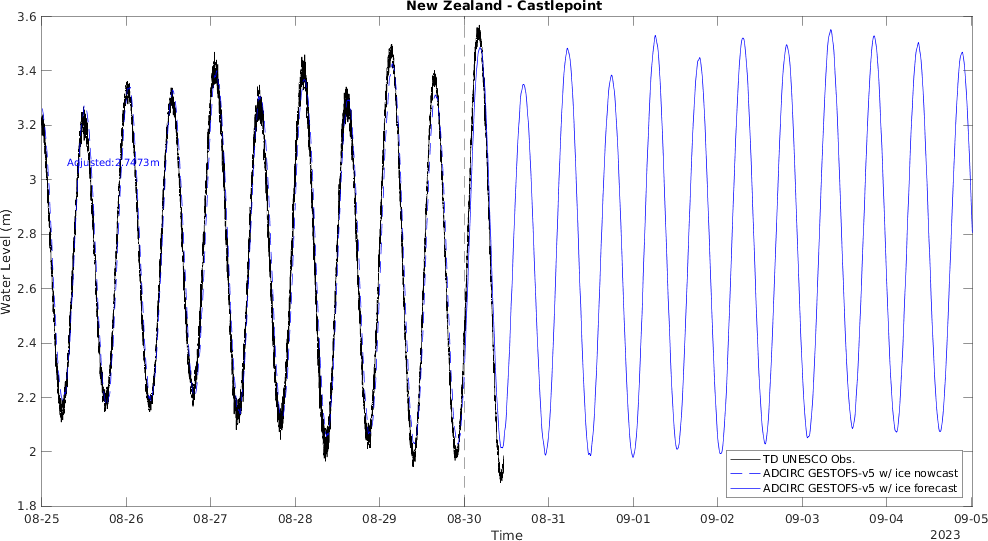 New Zealand - Castlepoint
Water Level (m)
3.6
3.4
3.2
3
2.8
2.6
2.4
2.2
2
1.8
Adjusted:2.7473m
TD UNESCO Obs.
ADCIRC GESTOFS-v5 w/ ice nowcast
ADCIRC GESTOFS-v5 w/ ice forecast
08-25 08-26 08-27 08-28 08-29 08-30 08-31 09-01 09-02 09-03 09-04 09-05
Time
2023